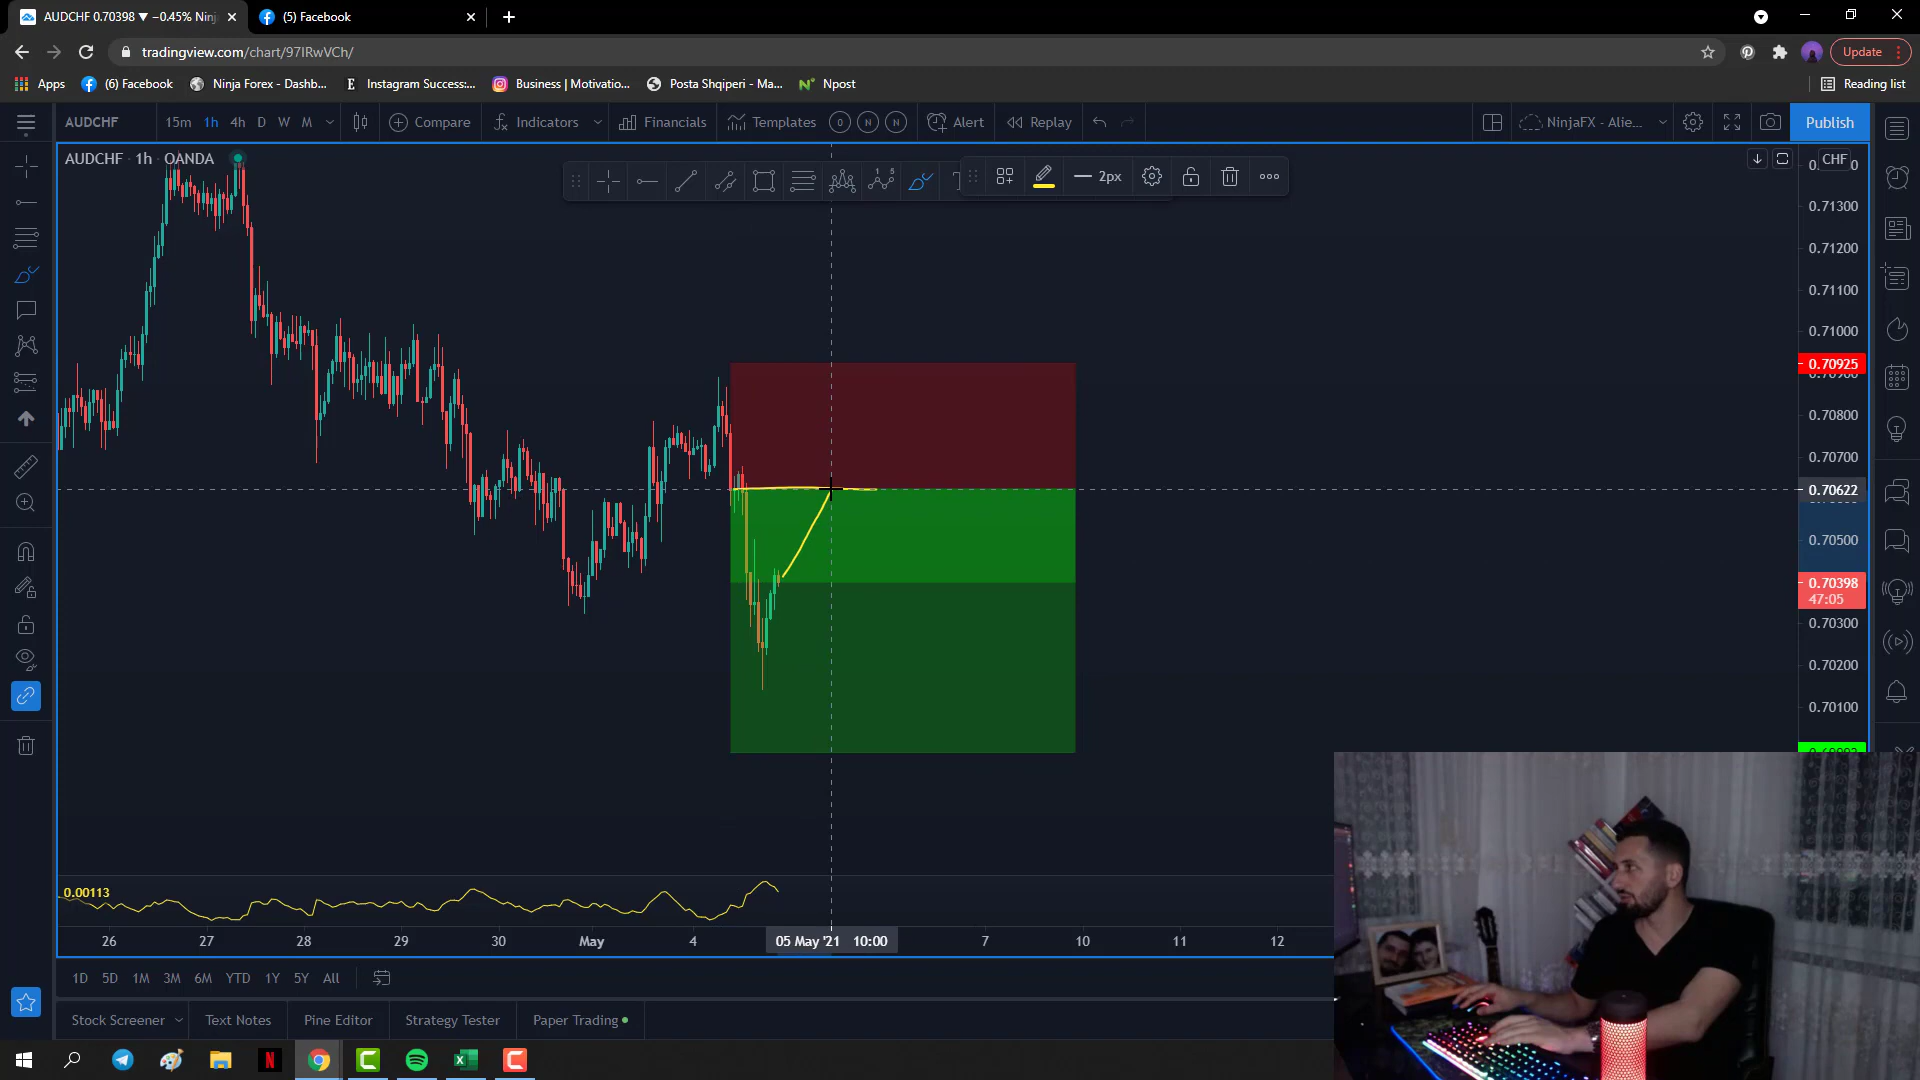 AUDCHF 0.70398 ▼ −0.45% Ninj
(5) Facebook
tradingview.com/chart/97IRwVCh/
Update
Apps
(6) Facebook
Ninja Forex - Dashb...
Instagram Success:...
Business | Motivatio...
Posta Shqiperi - Ma...
Npost
Reading list
AUDCHF
15m
1h
4h
D
W
M
Compare
Indicators
Financials
Templates
O
N
N
Alert
Replay
NinjaFX - Alie...
Publish
AUDCHF · 1h · OANDA
2px
CHF
0.71300
0.71200
0.71100
0.71000
0.70925
0.70800
0.70700
0.70622
0.70500
0.70398
47:05
0.70300
0.70200
0.70100
0.00113
26
27
28
29
30
May
4
05 May '21 10:00
7
10
11
12
1D
5D
1M
3M
6M
YTD
1Y
5Y
All
Stock Screener
Text Notes
Pine Editor
Strategy Tester
Paper Trading